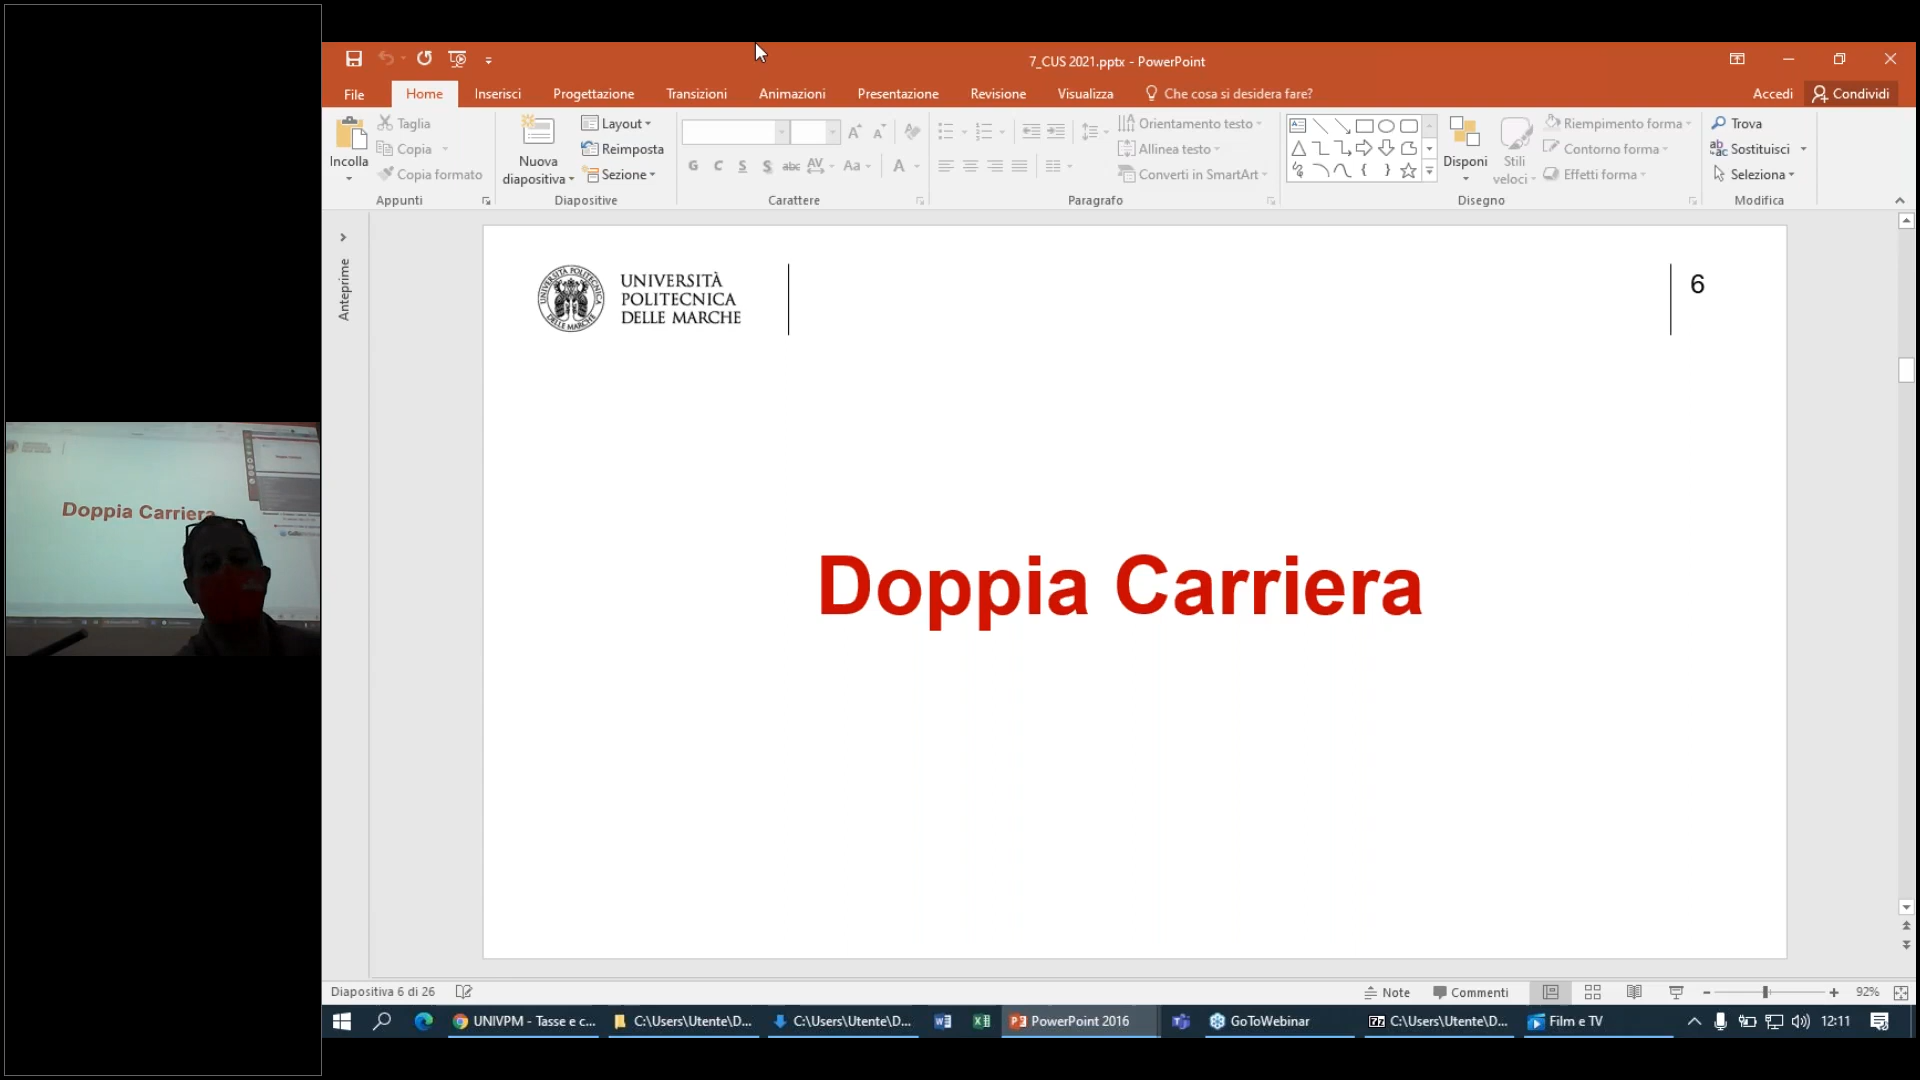 7_CUS 2021.pptx - PowerPoint
File
Home
Inserisci
Progettazione
Transizioni
Animazioni
Presentazione
Revisione
Visualizza
Che cosa si desidera fare?
Accedi
Condividi
Incolla
Taglia
Copia
Copia formato
Appunti
Nuova
diapositiva
Layout
Reimposta
Sezione
Diapositive
G C S S abc AV Aa A
Carattere
Orientamento testo
Allinea testo
Converti in SmartArt
Paragrafo
Disponi
Stili
veloci
Riempimento forma
Contorno forma
Effetti forma
Disegno
Trova
Sostituisci
Seleziona
Modifica
Anteprime
UNIVERSITÀ
POLITECNICA
DELLE MARCHE
6
Doppia Carriera
Doppia Carriera
Diapositiva 6 di 26
Note
Commenti
92%
UNIVPM - Tasse e c...
C:\Users\Utente\D...
C:\Users\Utente\D...
PowerPoint 2016
GoToWebinar
C:\Users\Utente\D...
Film e TV
12:11